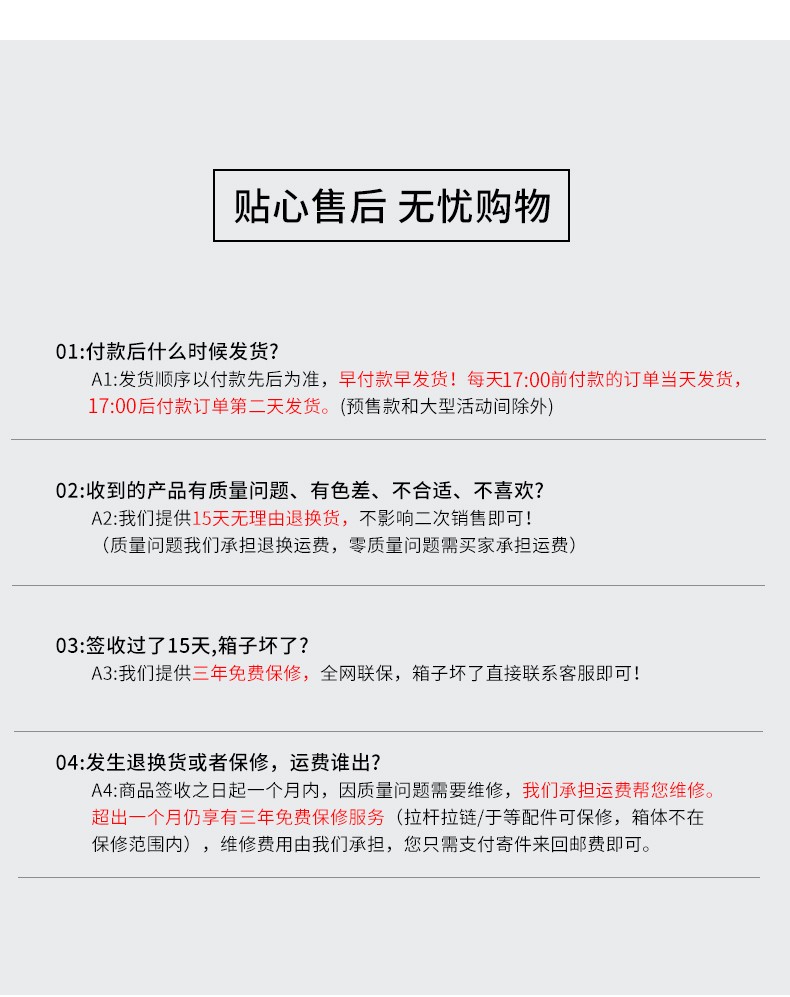 贴心售后 无忧购物
01:付款后什么时候发货?
A1:发货顺序以付款先后为准，早付款早发货！每天17:00前付款的订单当天发货，
17:00后付款订单第二天发货。(预售款和大型活动间除外)
02:收到的产品有质量问题、有色差、不合适、不喜欢?
A2:我们提供15天无理由退换货，不影响二次销售即可！
（质量问题我们承担退换运费，零质量问题需买家承担运费）
03:签收过了15天,箱子坏了?
A3:我们提供三年免费保修，全网联保，箱子坏了直接联系客服即可！
04:发生退换货或者保修，运费谁出?
A4:商品签收之日起一个月内，因质量问题需要维修，我们承担运费帮您维修。
超出一个月仍享有三年免费保修服务（拉杆拉链/于等配件可保修，箱体不在
保修范围内），维修费用由我们承担，您只需支付寄件来回邮费即可。